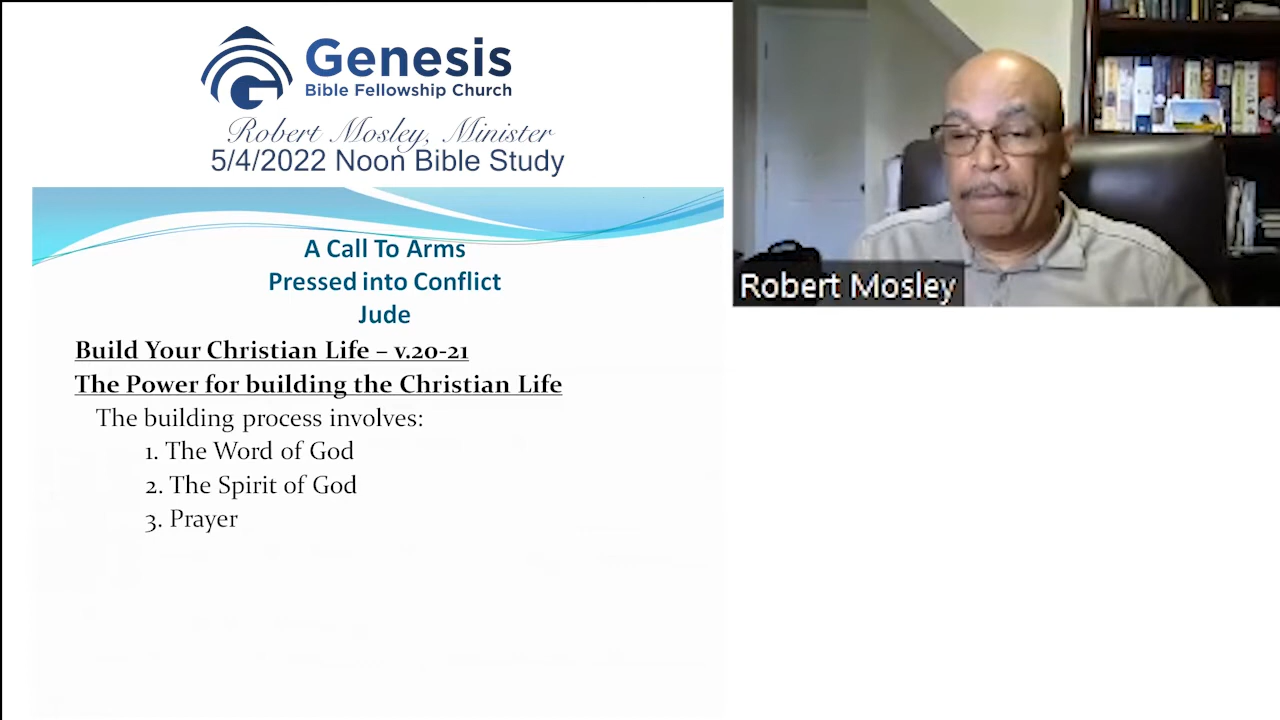 Genesis
Bible Fellowship Church
Robert Mosley, Minister
5/4/2022 Noon Bible Study
A Call To Arms
Pressed into Conflict
Jude
Build Your Christian Life – v.20-21
The Power for building the Christian Life
The building process involves:
1. The Word of God
2. The Spirit of God
3. Prayer
Robert Mosley